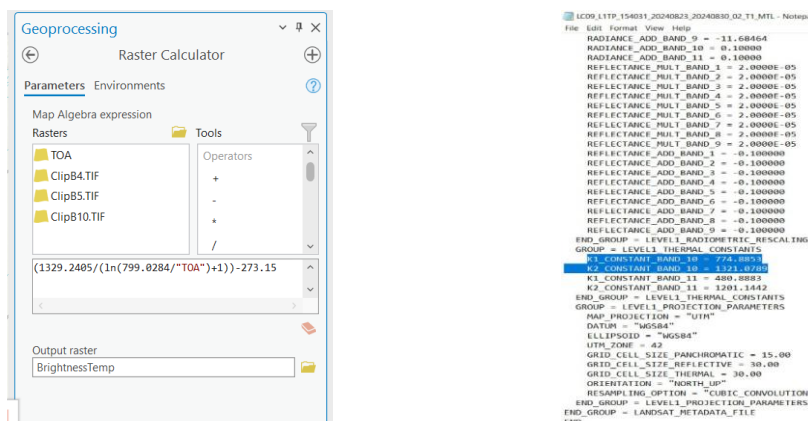 Geoprocessing
Raster Calculator
Parameters Environments
Map Algebra expression
Rasters
Tools
TOA
ClipB4.TIF
ClipB5.TIF
ClipB10.TIF
Operators
+
-
*
/
(1329.2405/(ln(799.0284/"TOA")+1))-273.15
Output raster
BrightnessTemp
LC09_L1TP_154031_20240823_20240830_02_T1_MTL - Notepa
File Edit Format View Help
RADIANCE_ADD_BAND_9 = -11.68464
RADIANCE_ADD_BAND_10 = 0.10000
RADIANCE_ADD_BAND_11 = 0.10000
REFLECTANCE_MULT_BAND_1 = 2.0000E-05
REFLECTANCE_MULT_BAND_2 = 2.0000E-05
REFLECTANCE_MULT_BAND_3 = 2.0000E-05
REFLECTANCE_MULT_BAND_4 = 2.0000E-05
REFLECTANCE_MULT_BAND_5 = 2.0000E-05
REFLECTANCE_MULT_BAND_6 = 2.0000E-05
REFLECTANCE_MULT_BAND_7 = 2.0000E-05
REFLECTANCE_MULT_BAND_8 = 2.0000E-05
REFLECTANCE_MULT_BAND_9 = 2.0000E-05
REFLECTANCE_ADD_BAND_1 = -0.100000
REFLECTANCE_ADD_BAND_2 = -0.100000
REFLECTANCE_ADD_BAND_3 = -0.100000
REFLECTANCE_ADD_BAND_4 = -0.100000
REFLECTANCE_ADD_BAND_5 = -0.100000
REFLECTANCE_ADD_BAND_6 = -0.100000
REFLECTANCE_ADD_BAND_7 = -0.100000
REFLECTANCE_ADD_BAND_8 = -0.100000
REFLECTANCE_ADD_BAND_9 = -0.100000
END_GROUP = LEVEL1_RADIOMETRIC_RESCALING
GROUP = LEVEL1_THERMAL_CONSTANTS
K1_CONSTANT_BAND_10 = 774.8853
K2_CONSTANT_BAND_10 = 1321.0789
K1_CONSTANT_BAND_11 = 480.8883
K2_CONSTANT_BAND_11 = 1201.1442
END_GROUP = LEVEL1_THERMAL_CONSTANTS
GROUP = LEVEL1_PROJECTION_PARAMETERS
MAP_PROJECTION = "UTM"
DATUM = "WGS84"
ELLIPSOID = "WGS84"
UTM_ZONE = 42
GRID_CELL_SIZE_PANCHROMATIC = 15.00
GRID_CELL_SIZE_REFLECTIVE = 30.00
GRID_CELL_SIZE_THERMAL = 30.00
ORIENTATION = "NORTH_UP"
RESAMPLING_OPTION = "CUBIC_CONVOLUTION
END_GROUP = LEVEL1_PROJECTION_PARAMETERS
END_GROUP = LANDSAT_METADATA_FILE
END